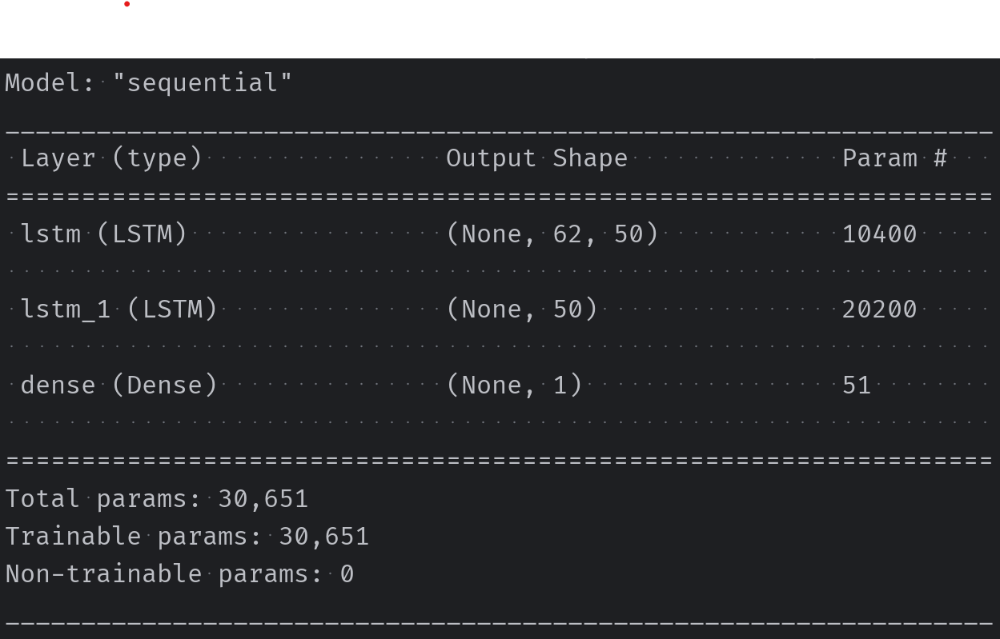 Model: "sequential"
_________________________________________________________________
Layer (type) Output Shape Param #
=================================================================
lstm (LSTM) (None, 62, 50) 10400
lstm_1 (LSTM) (None, 50) 20200
dense (Dense) (None, 1) 51
=================================================================
Total params: 30,651
Trainable params: 30,651
Non-trainable params: 0
_________________________________________________________________